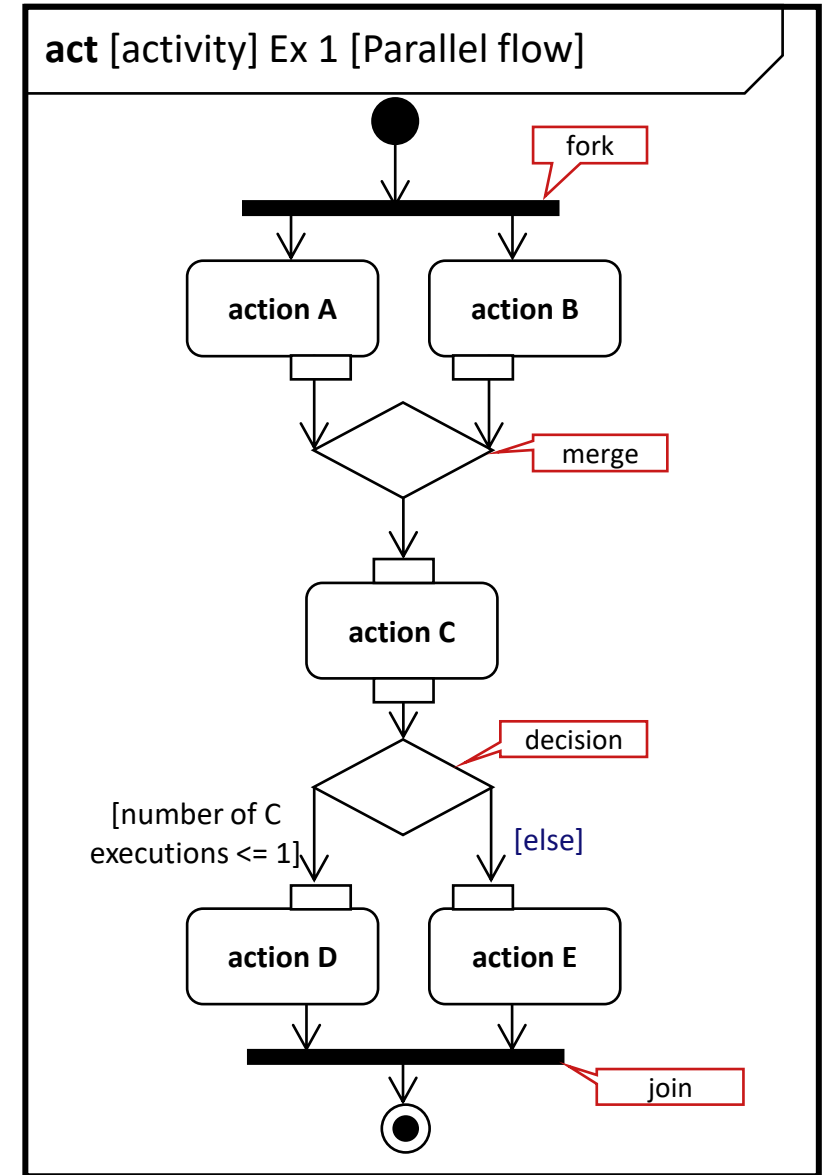 act [activity] Ex 1 [Parallel flow]
fork
action A
action B
merge
action C
decision
[number of C
executions <= 1]
[else]
action D
action E
join